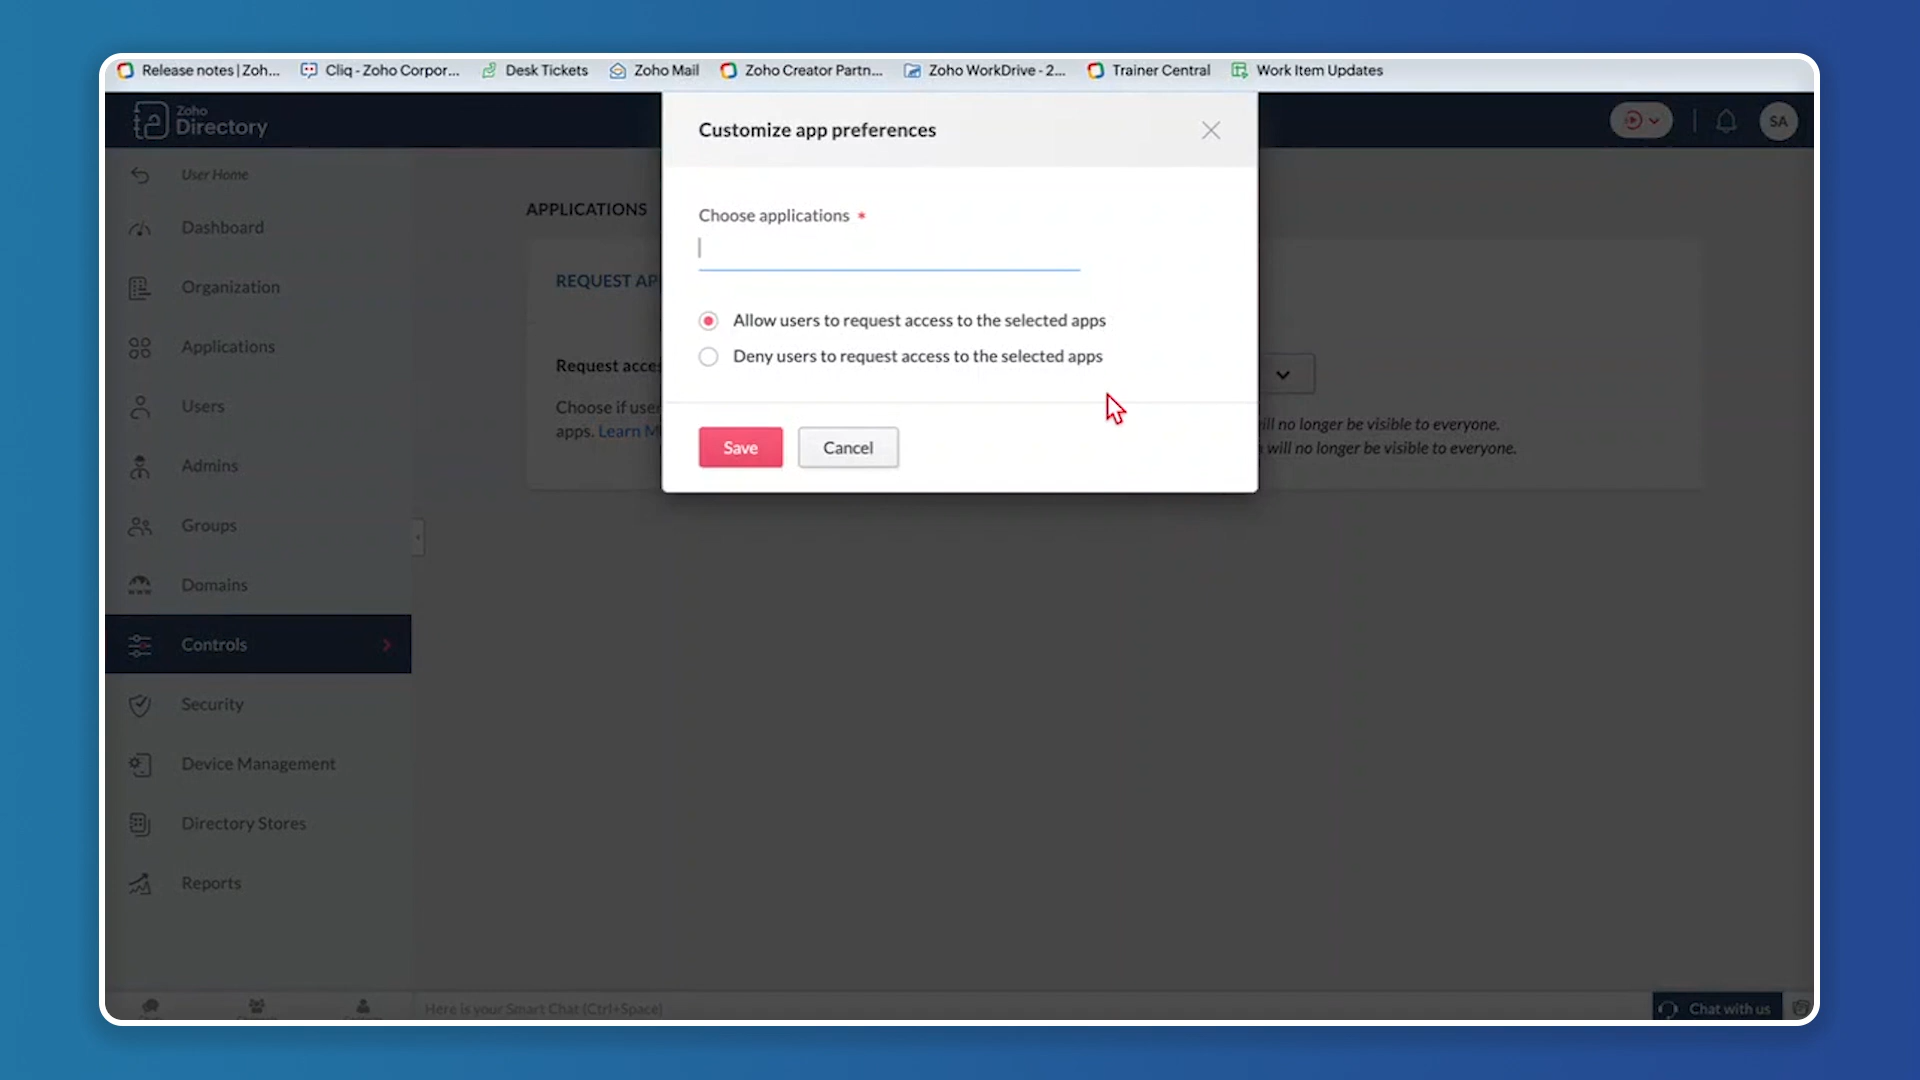 Release notes | Zoh...
Cliq - Zoho Corpor...
Desk Tickets
Zoho Mail
Zoho Creator Partn...
Zoho WorkDrive - 2...
Trainer Central
Work Item Updates
Zoho
Directory
SA
User Home
Dashboard
Organization
Applications
Users
Admins
Groups
Domains
Controls
Security
Device Management
Directory Stores
Reports
APPLICATIONS
REQUEST AP
Request acce
Choose if use
apps. Learn M
Customize app preferences
Choose applications *
Allow users to request access to the selected apps
Deny users to request access to the selected apps
Save
Cancel
ill no longer be visible to everyone.
will no longer be visible to everyone.
Here is your Smart Chat (Ctrl+Space)
Chat with us